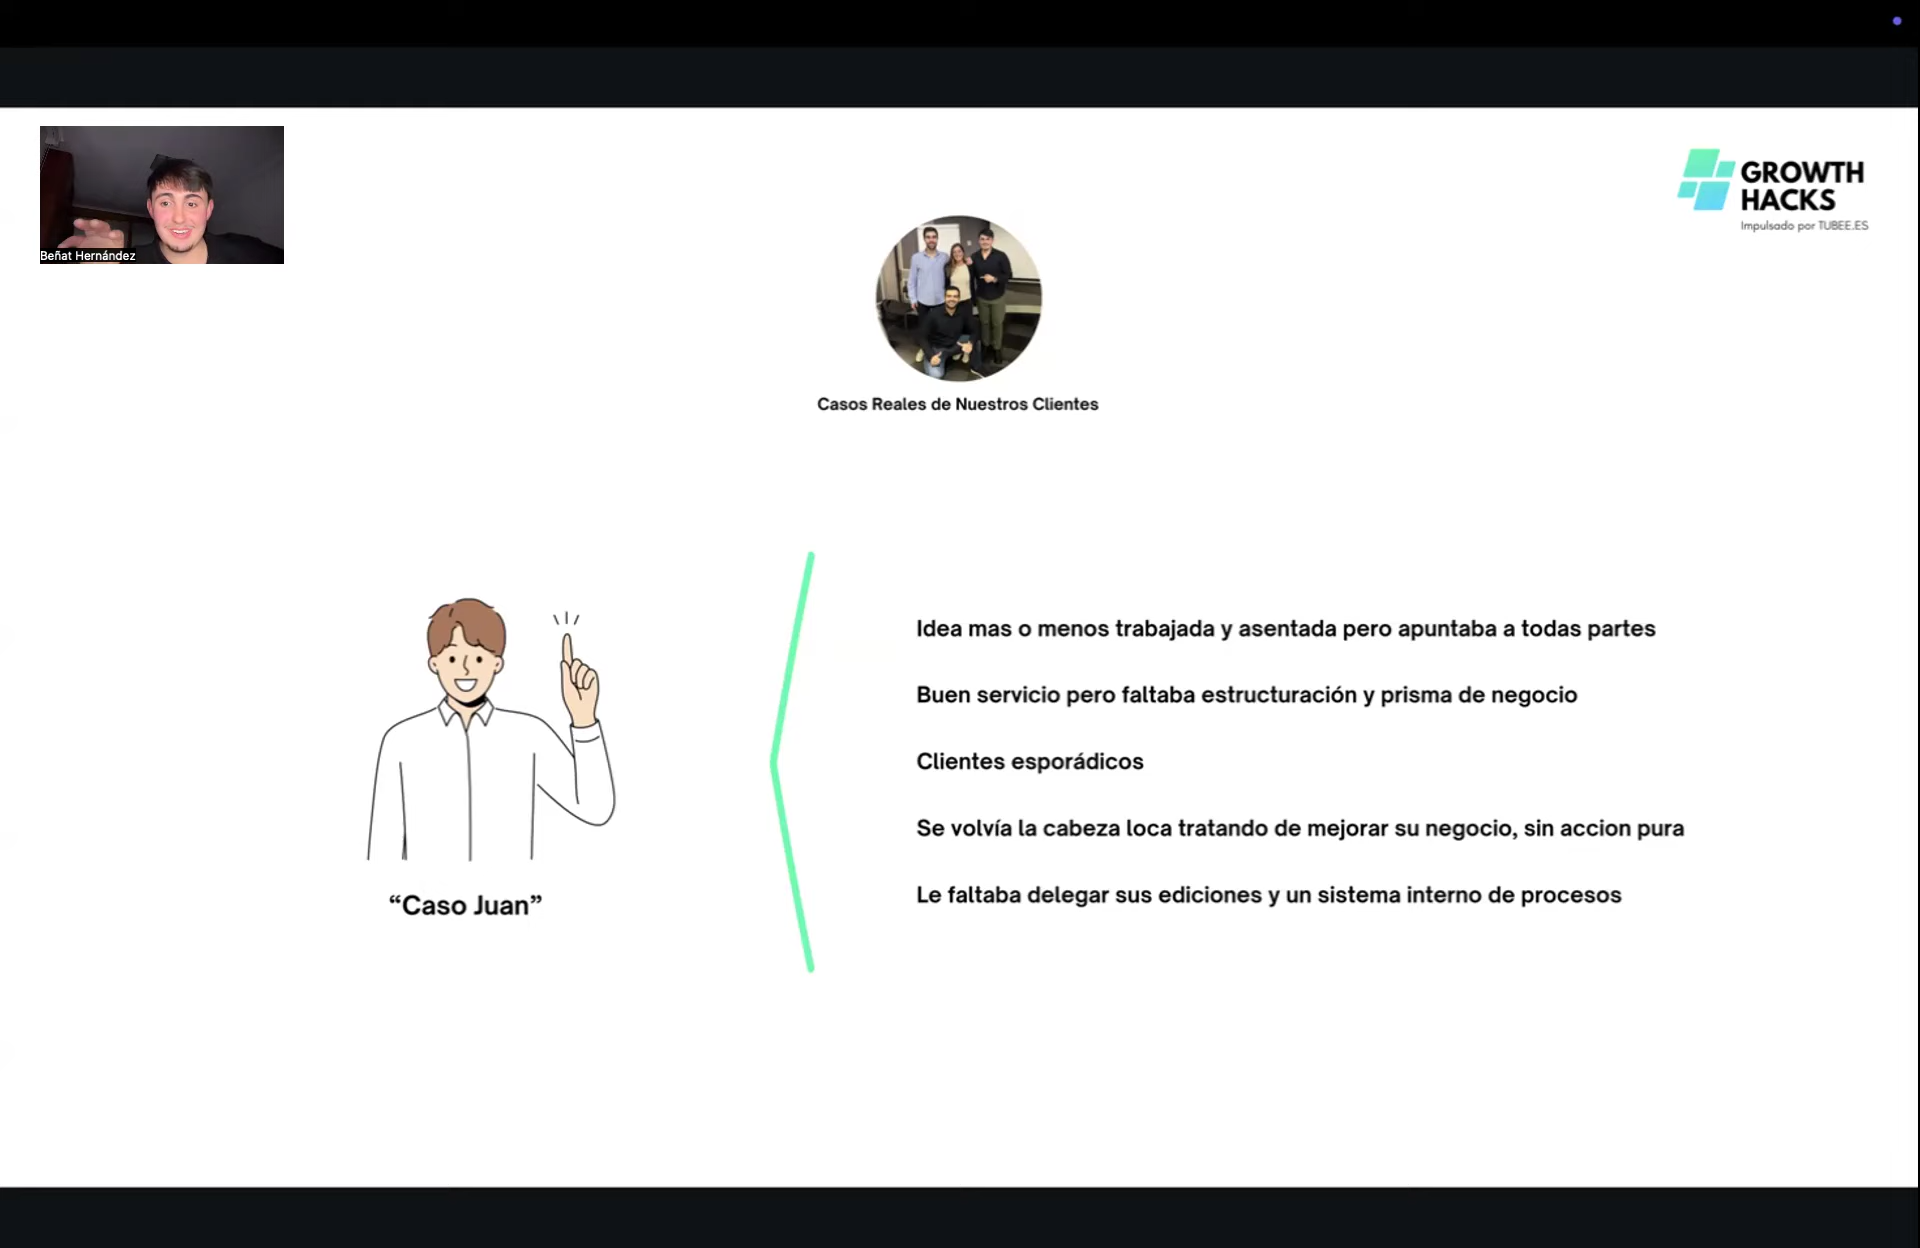 Beñat Hernández
GROWTH
HACKS
Impulsado por TUBEE.ES
Casos Reales de Nuestros Clientes
Idea mas o menos trabajada y asentada pero apuntaba a todas partes
Buen servicio pero faltaba estructuración y prisma de negocio
Clientes esporádicos
Se volvía la cabeza loca tratando de mejorar su negocio, sin accion pura
Le faltaba delegar sus ediciones y un sistema interno de procesos
“Caso Juan”